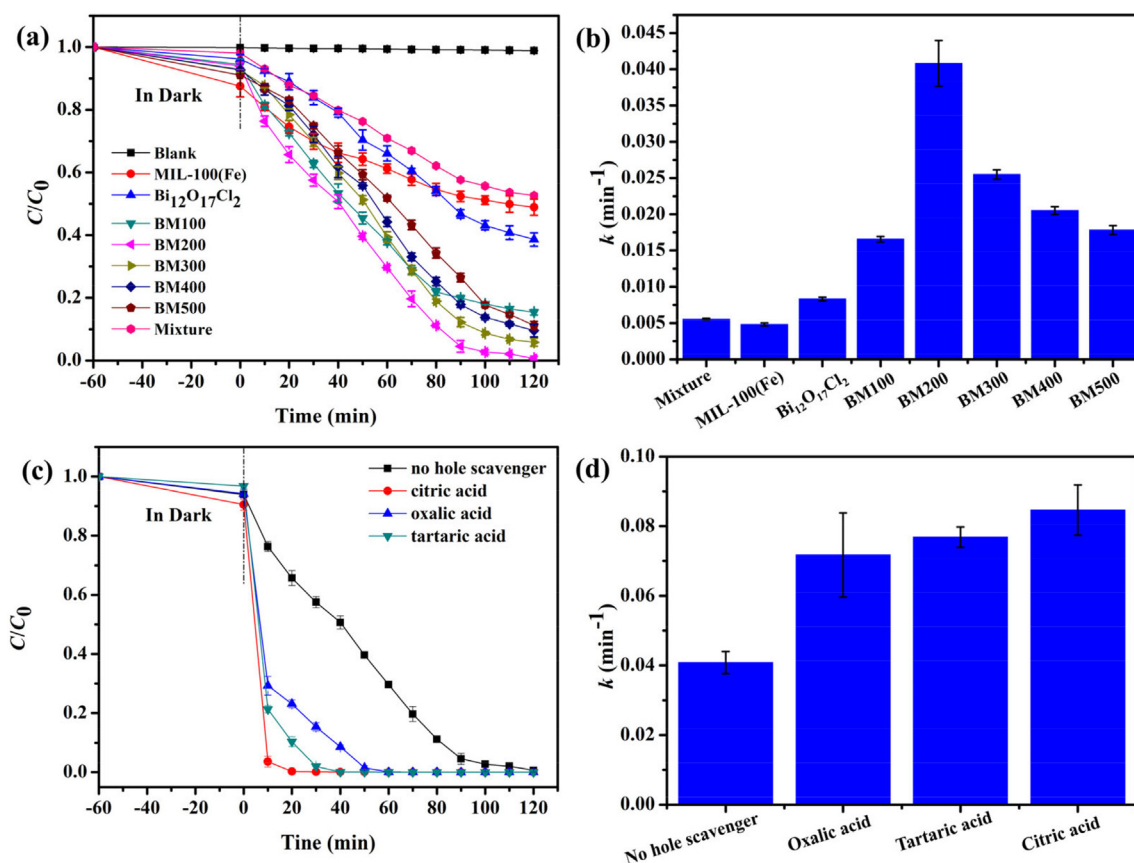 (a)
1.0
0.8
0.6
0.4
0.2
0.0
C/C0
In Dark
Blank
MIL-100(Fe)
Bi12O17Cl2
BM100
BM200
BM300
BM400
BM500
Mixture
-60 -40 -20 0 20 40 60 80 100 120
Time (min)
(b)
0.045
0.040
0.035
0.030
0.025
0.020
0.015
0.010
0.005
0.000
k (min-1)
Mixture MIL-100(Fe) Bi12O17Cl2 BM100 BM200 BM300 BM400 BM500
(c)
1.0
0.8
0.6
0.4
0.2
0.0
C/C0
In Dark
no hole scavenger
citric acid
oxalic acid
tartaric acid
-60 -40 -20 0 20 40 60 80 100 120
Tine (min)
(d)
0.10
0.08
0.06
0.04
0.02
0.00
k (min-1)
No hole scavenger Oxalic acid Tartaric acid Citric acid